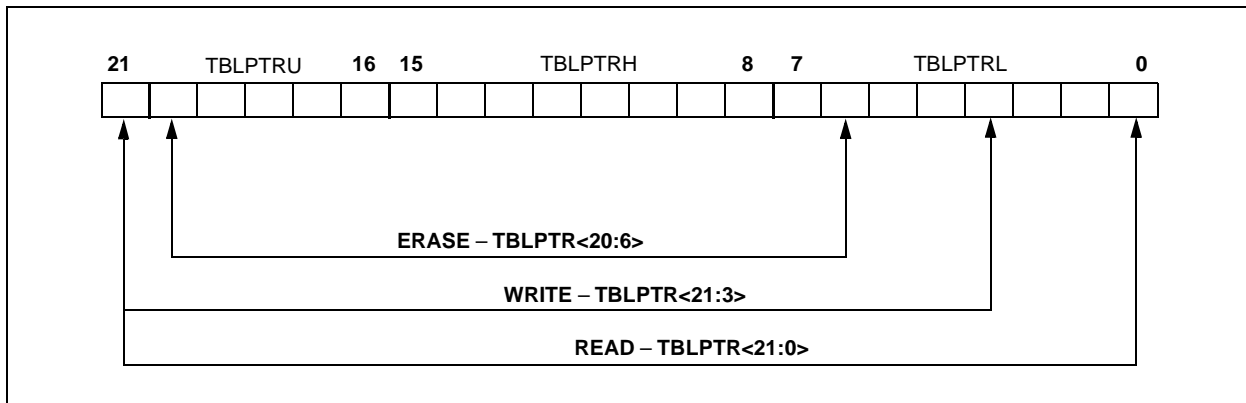 21 TBLPTRU 16 15 TBLPTRH 8 7 TBLPTRL 0
ERASE – TBLPTR<20:6>
WRITE – TBLPTR<21:3>
READ – TBLPTR<21:0>